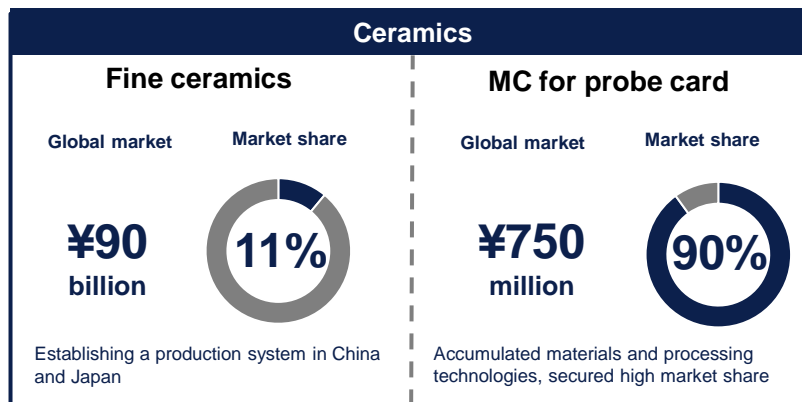 Ceramics
Fine ceramics
Global market
Market share
¥90
billion
11%
Establishing a production system in China
and Japan
MC for probe card
Global market
Market share
¥750
million
90%
Accumulated materials and processing
technologies, secured high market share